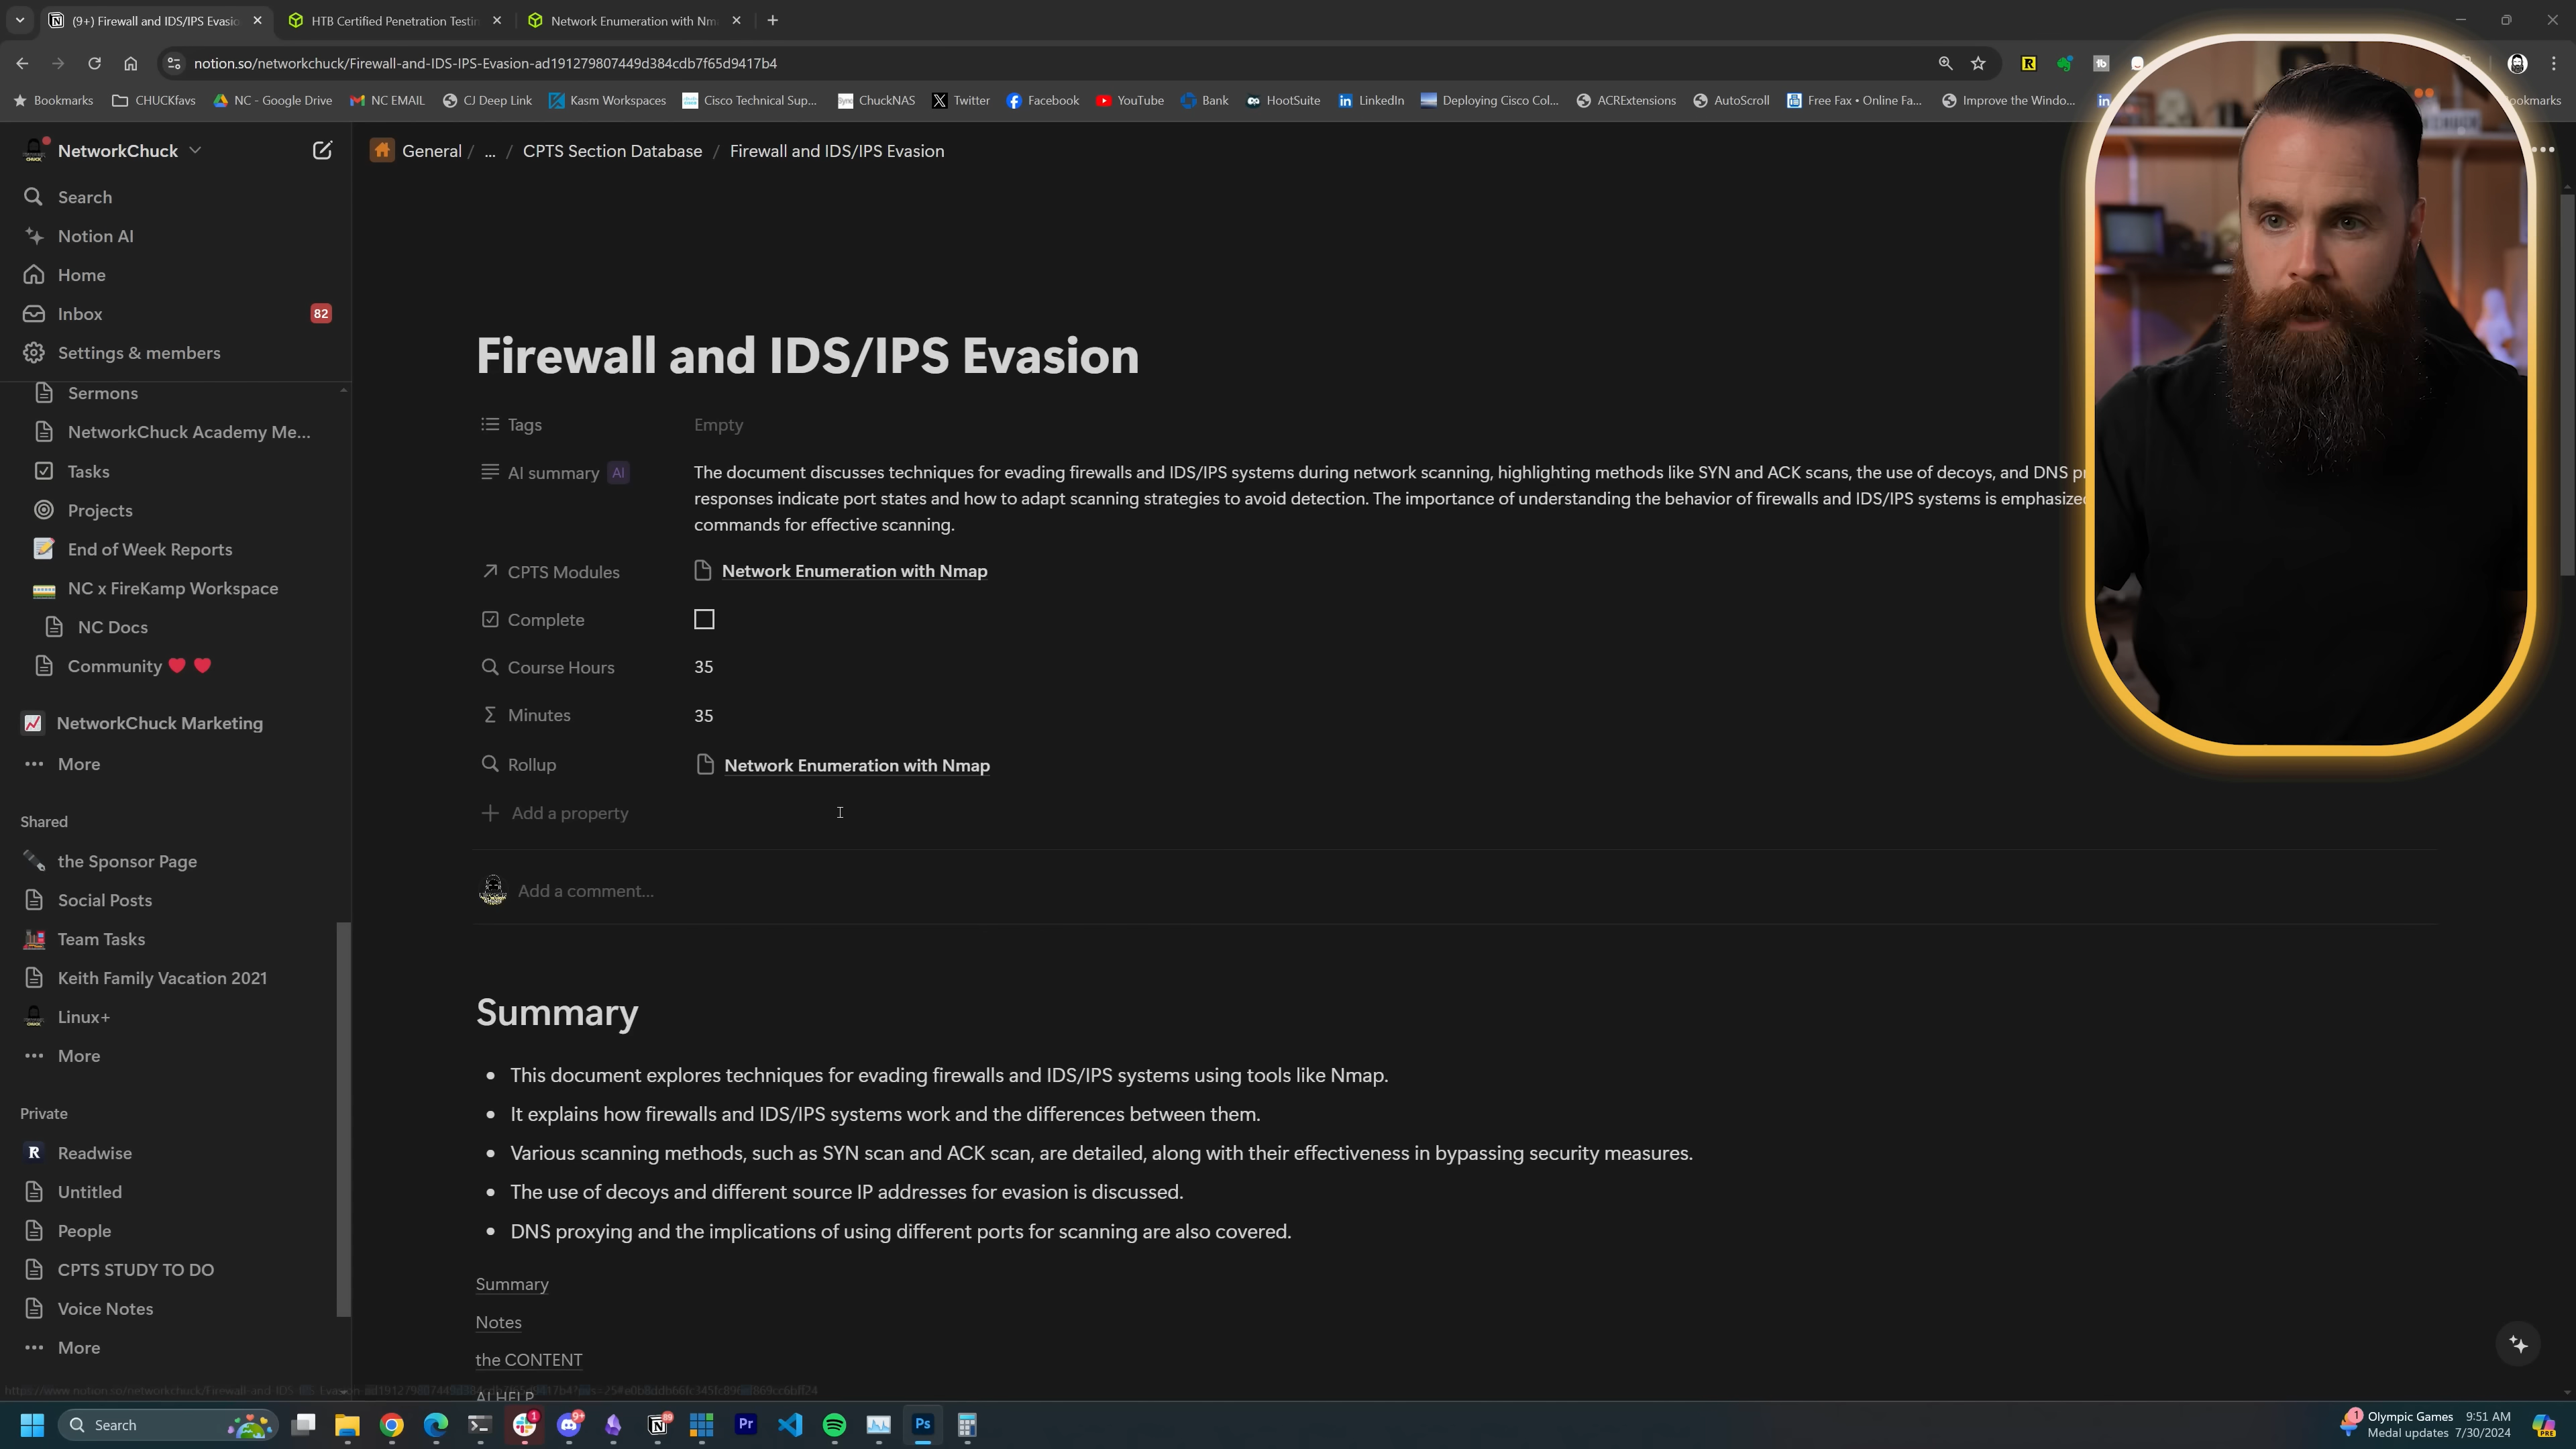 (9+) Firewall and IDS/IPS Evasio
HTB Certified Penetration Testin
Network Enumeration with Nm
notion.so/networkchuck/Firewall-and-IDS-IPS-Evasion-ad191279807449d384cdb7f65d9417b4
Bookmarks
CHUCKfavs
NC - Google Drive
NC EMAIL
CJ Deep Link
Kasm Workspaces
Cisco Technical Sup...
ChuckNAS
Twitter
Facebook
YouTube
Bank
HootSuite
LinkedIn
Deploying Cisco Col...
ACRExtensions
AutoScroll
Free Fax • Online Fa...
Improve the Windo...
ookmarks
NetworkChuck
General / ... / CPTS Section Database / Firewall and IDS/IPS Evasion
Search
Notion AI
Home
Inbox
82
Settings & members
Sermons
NetworkChuck Academy Me...
Tasks
Projects
End of Week Reports
NC x FireKamp Workspace
NC Docs
Community ❤️ ❤️
NetworkChuck Marketing
More
Shared
the Sponsor Page
Social Posts
Team Tasks
Keith Family Vacation 2021
Linux+
More
Private
Readwise
Untitled
People
CPTS STUDY TO DO
Voice Notes
More
Firewall and IDS/IPS Evasion
Tags
Empty
AI summary AI
The document discusses techniques for evading firewalls and IDS/IPS systems during network scanning, highlighting methods like SYN and ACK scans, the use of decoys, and DNS pr
responses indicate port states and how to adapt scanning strategies to avoid detection. The importance of understanding the behavior of firewalls and IDS/IPS systems is emphasized
commands for effective scanning.
CPTS Modules
Network Enumeration with Nmap
Complete
Course Hours
35
Minutes
35
Rollup
Network Enumeration with Nmap
Add a property
Add a comment...
Summary
• This document explores techniques for evading firewalls and IDS/IPS systems using tools like Nmap.
• It explains how firewalls and IDS/IPS systems work and the differences between them.
• Various scanning methods, such as SYN scan and ACK scan, are detailed, along with their effectiveness in bypassing security measures.
• The use of decoys and different source IP addresses for evasion is discussed.
• DNS proxying and the implications of using different ports for scanning are also covered.
Summary
Notes
the CONTENT
AI HELP
Search
Olympic Games
Medal updates
9:51 AM
7/30/2024